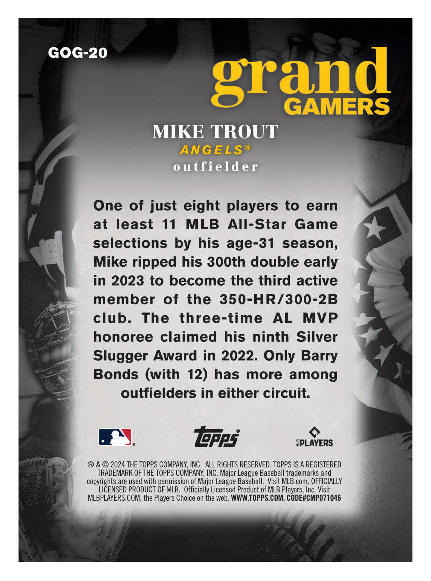 GOG-20
grand
GAMERS
MIKE TROUT
ANGELS®
outfielder
One of just eight players to earn
at least 11 MLB All-Star Game
selections by his age-31 season,
Mike ripped his 300th double early
in 2023 to become the third active
member of the 350-HR/300-2B
club. The three-time AL MVP
honoree claimed his ninth Silver
Slugger Award in 2022. Only Barry
Bonds (with 12) has more among
outfielders in either circuit.
Topps
MLBPLAYERS
® & © 2024 THE TOPPS COMPANY, INC. ALL RIGHTS RESERVED. TOPPS IS A REGISTERED
TRADEMARK OF THE TOPPS COMPANY, INC. Major League Baseball trademarks and
copyrights are used with permission of Major League Baseball. Visit MLB.com. OFFICIALLY
LICENSED PRODUCT OF MLB. Officially Licensed Product of MLB Players, Inc. Visit
MLBPLAYERS.COM, the Players Choice on the web. WWW.TOPPS.COM. CODE#CMP071046